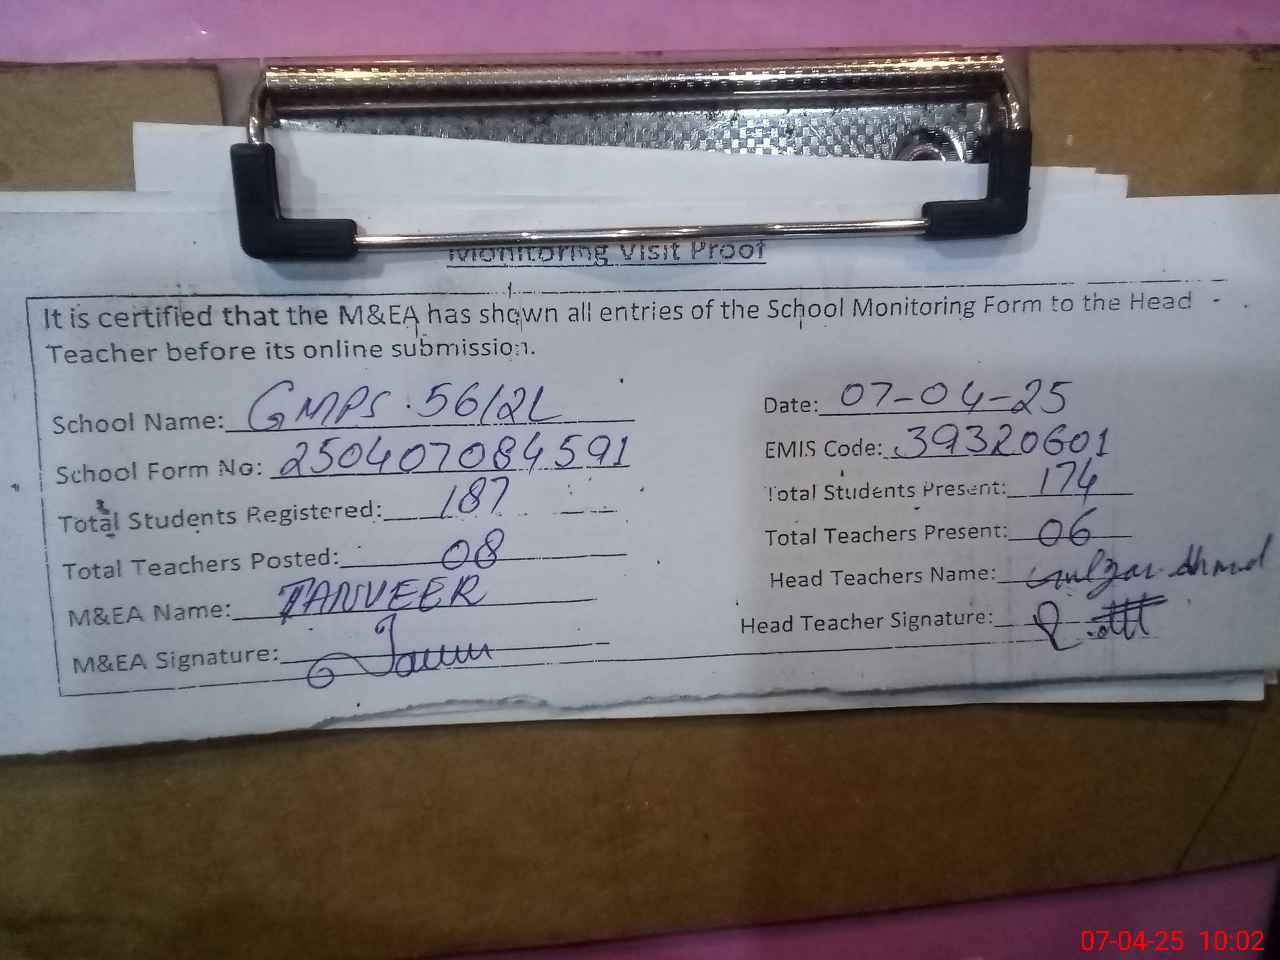 Monitoring Visit Proof
It is certified that the M&EA has shown all entries of the School Monitoring Form to the Head
Teacher before its online submission.
School Name: GMPS. 56/2L Date: 07-04-25
School Form No: 250407084591 EMIS Code: 39320601
Total Students Registered: 187 Total Students Present: 174
Total Teachers Posted: 08 Total Teachers Present: 06
M&EA Name: TANVEER Head Teachers Name: Gulzar Ahmad
M&EA Signature: Head Teacher Signature:
07-04-25 10:02